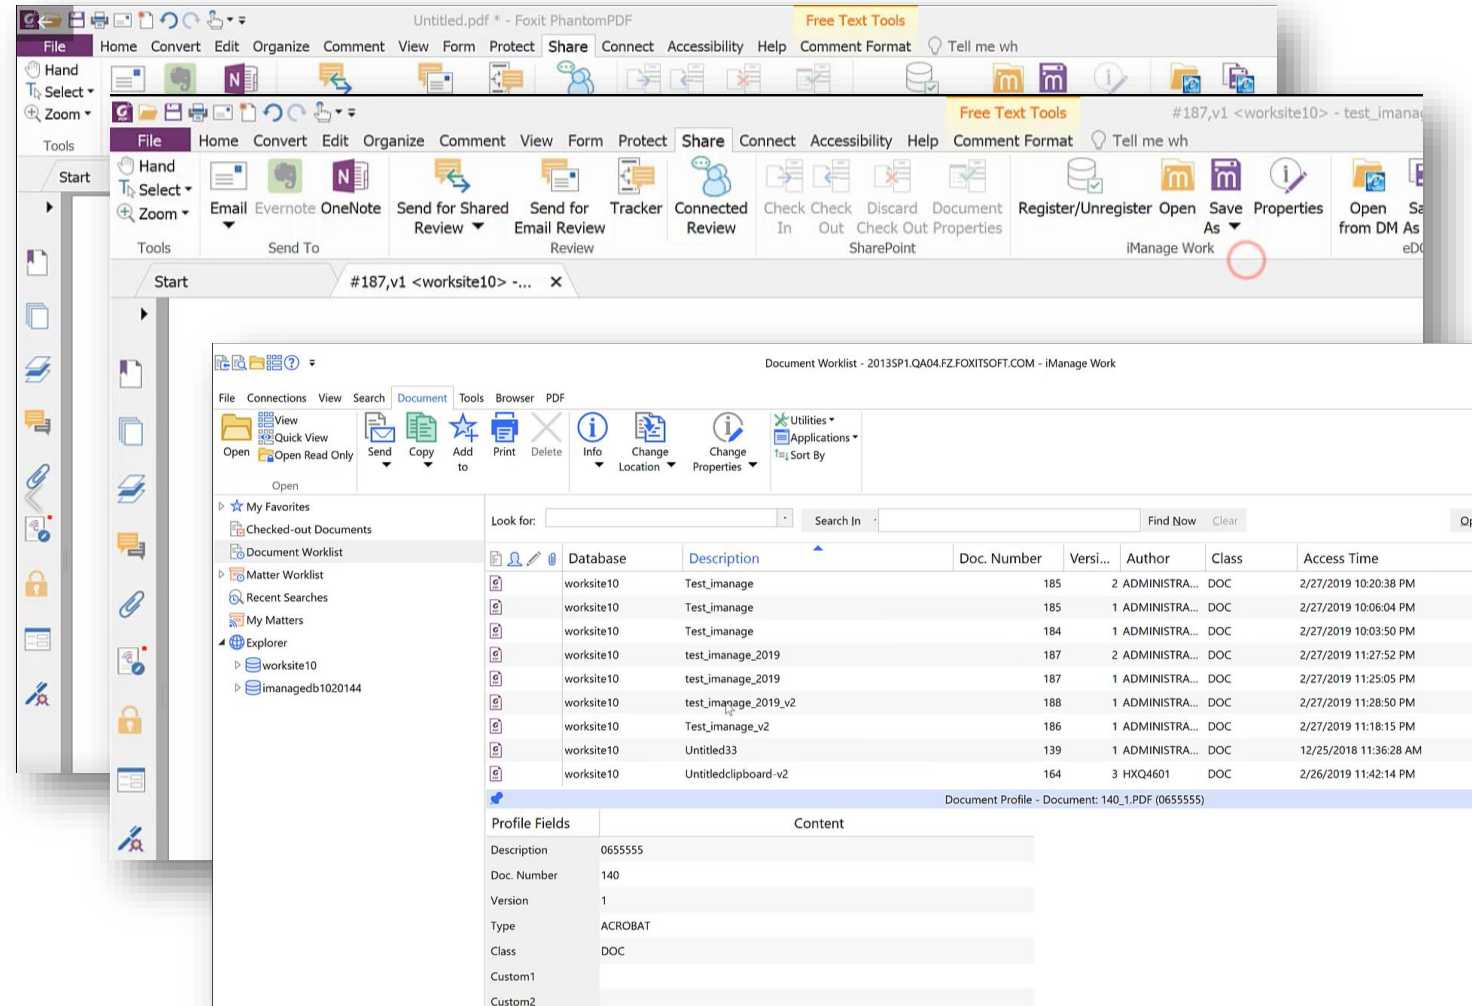 Untitled.pdf * - Foxit PhantomPDF
Free Text Tools
File Home Convert Edit Organize Comment View Form Protect Share Connect Accessibility Help Comment Format Tell me wh
Hand
Select
Zoom
Tools
Start
Free Text Tools
#187,v1 <worksite10> - test_imanag
File Home Convert Edit Organize Comment View Form Protect Share Connect Accessibility Help Comment Format Tell me wh
Hand
Select
Zoom
Tools
Email Evernote OneNote
Send To
Send for Shared Review
Send for Email Review
Tracker
Connected Review
Review
Check In
Check Out
Discard Check Out
Document Properties
SharePoint
Register/Unregister Open Save As Properties
iManage Work
Open from DM
Sa
As
eDO
Start
#187,v1 <worksite10> -...
Document Worklist - 2013SP1.QA04.FZ.FOXITSOFT.COM - iManage Work
File Connections View Search Document Tools Browser PDF
Open
View
Quick View
Open Read Only
Open
Send
Copy
Add to
Print
Delete
Info
Change Location
Change Properties
Utilities
Applications
Sort By
My Favorites
Checked-out Documents
Document Worklist
Matter Worklist
Recent Searches
My Matters
Explorer
worksite10
imanagedb1020144
Look for:
Search In
Find Now
Clear
Op
Database Description Doc. Number Versi... Author Class Access Time
worksite10 Test_imanage 185 2 ADMINISTRA... DOC 2/27/2019 10:20:38 PM
worksite10 Test_imanage 185 1 ADMINISTRA... DOC 2/27/2019 10:06:04 PM
worksite10 Test_imanage 184 1 ADMINISTRA... DOC 2/27/2019 10:03:50 PM
worksite10 test_imanage_2019 187 2 ADMINISTRA... DOC 2/27/2019 11:27:52 PM
worksite10 test_imanage_2019 187 1 ADMINISTRA... DOC 2/27/2019 11:25:05 PM
worksite10 test_imanage_2019_v2 188 1 ADMINISTRA... DOC 2/27/2019 11:28:50 PM
worksite10 Test_imanage_v2 186 1 ADMINISTRA... DOC 2/27/2019 11:18:15 PM
worksite10 Untitled33 139 1 ADMINISTRA... DOC 12/25/2018 11:36:28 AM
worksite10 Untitledclipboard-v2 164 3 HXQ4601 DOC 2/26/2019 11:42:14 PM
Document Profile - Document: 140_1.PDF (0655555)
Profile Fields Content
Description 0655555
Doc. Number 140
Version 1
Type ACROBAT
Class DOC
Custom1
Custom2